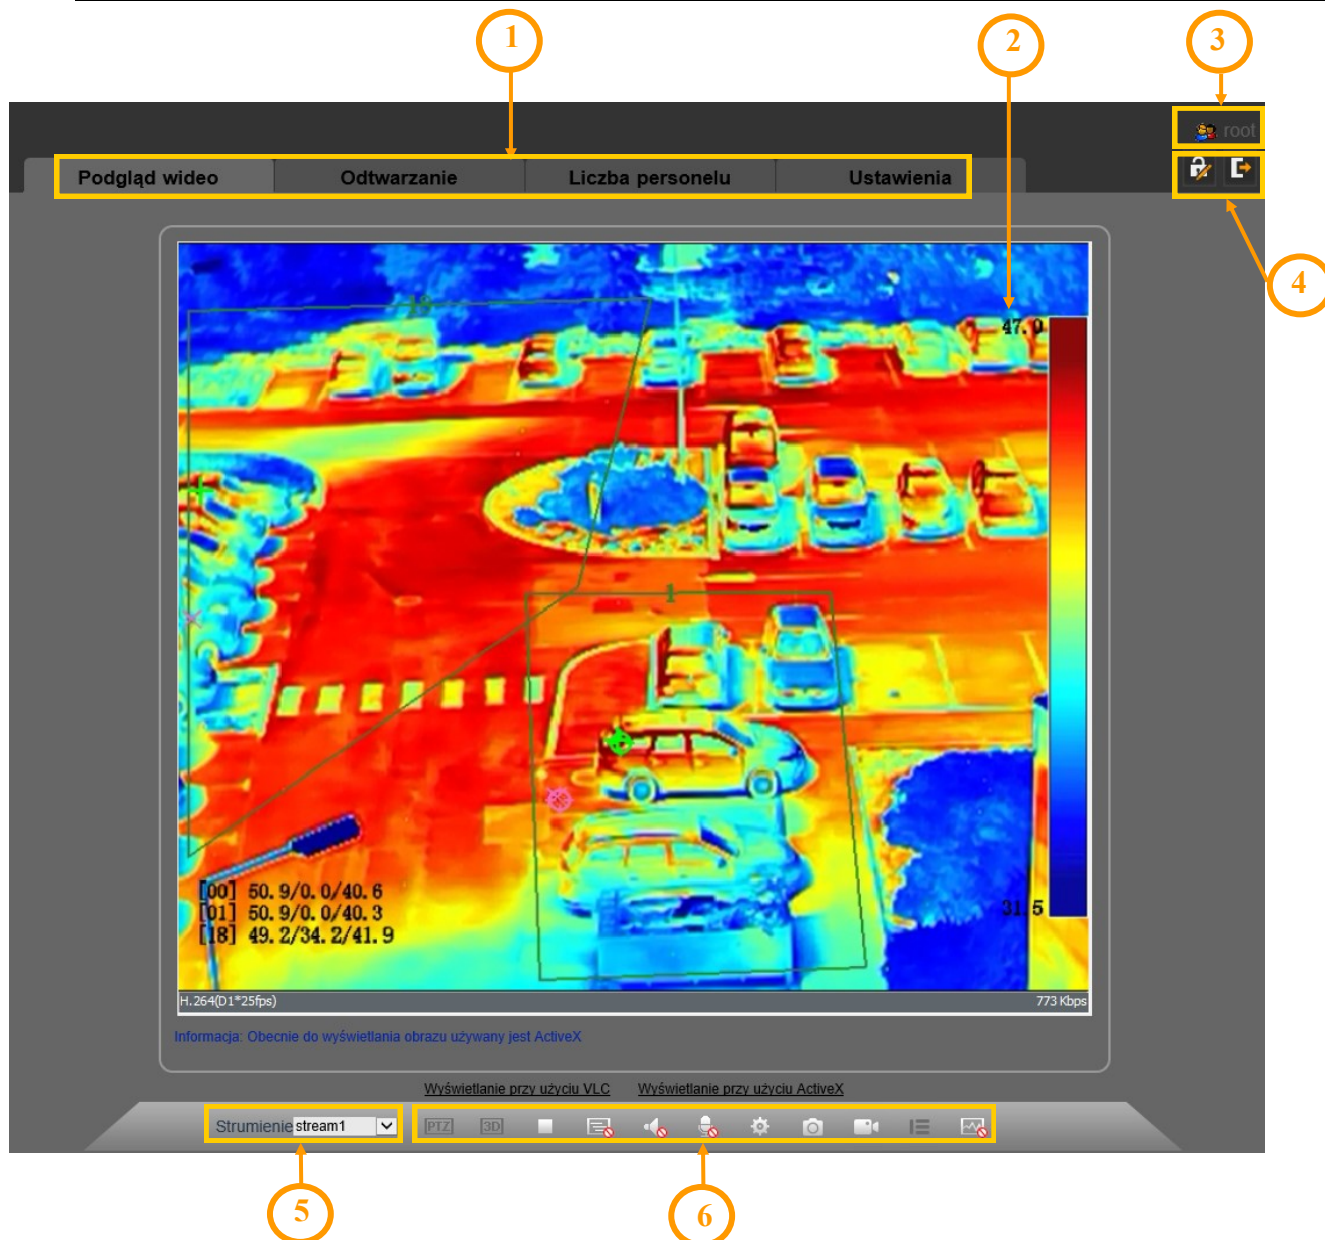 1
2
3
root
Podgląd wideo
Odtwarzanie
Liczba personelu
Ustawienia
4
18
47.0
1
31.5
[00] 50.9/0.0/40.6
[01] 50.9/0.0/40.3
[18] 49.2/34.2/41.9
H.264(D1*25fps)
773 Kbps
Informacja: Obecnie do wyświetlania obrazu używany jest ActiveX
Wyświetlanie przy użyciu VLC
Wyświetlanie przy użyciu ActiveX
Strumienie stream1
PTZ
3D
5
6